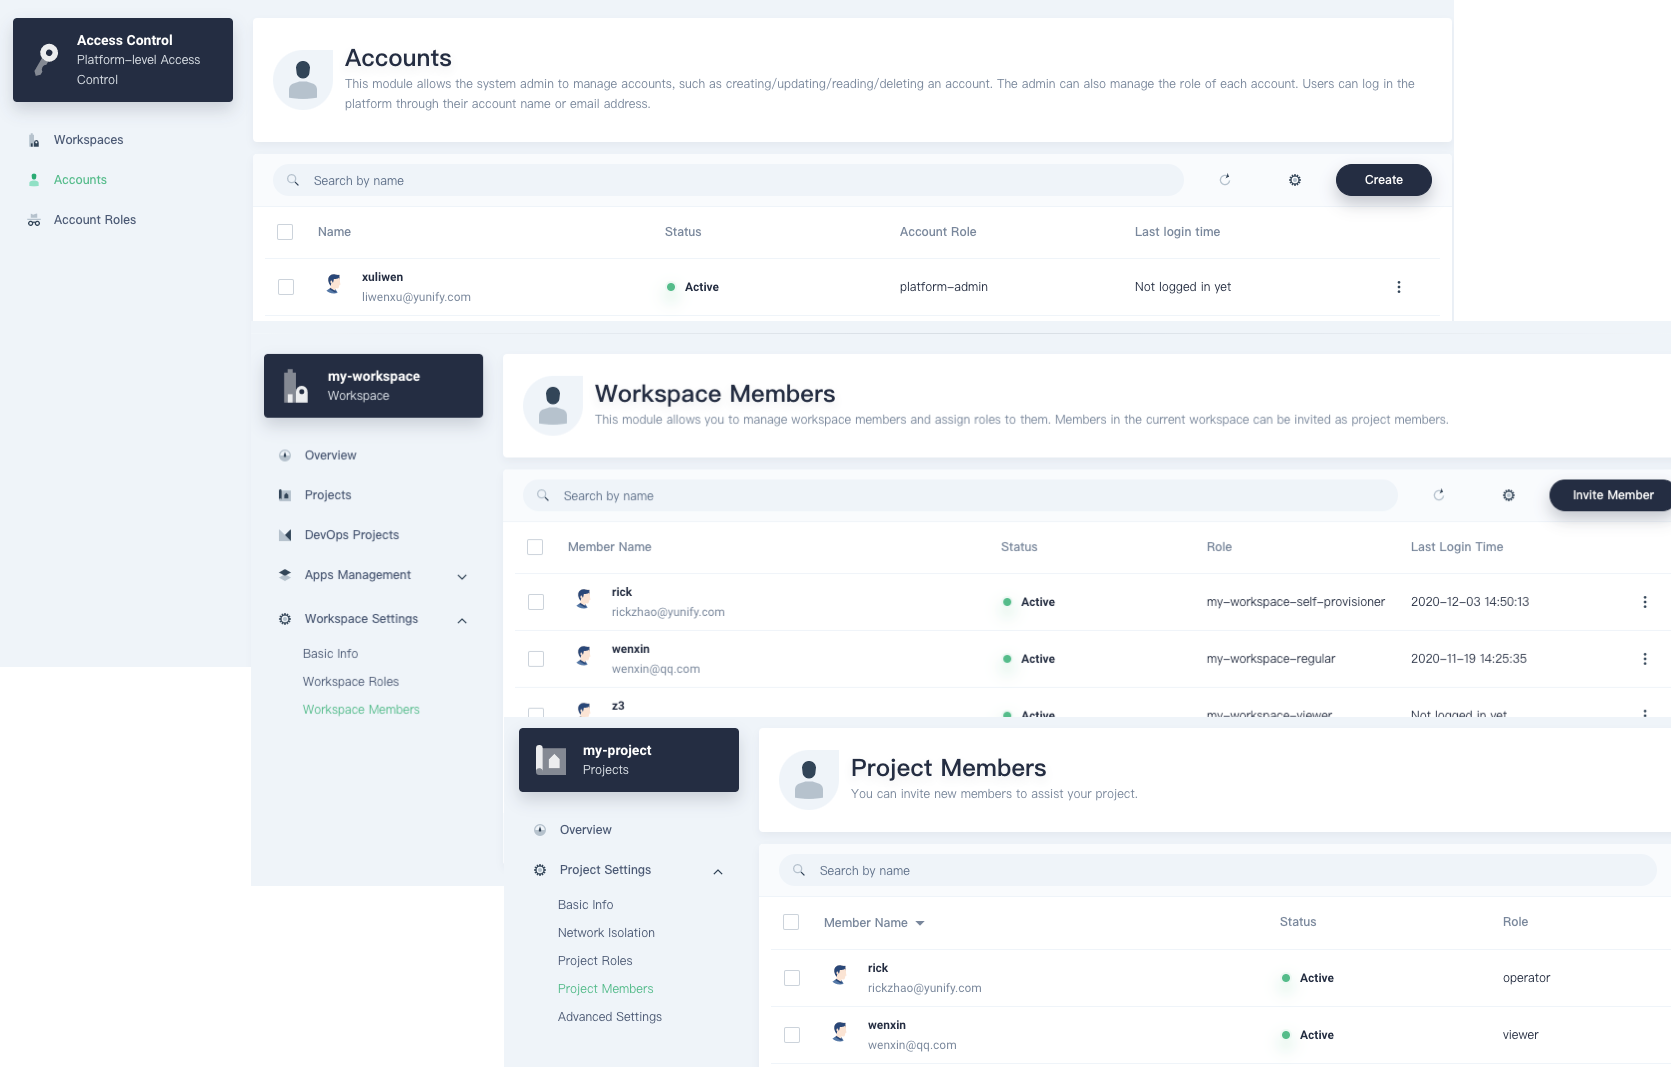 Access Control
Platform-level Access
Control
Workspaces
Accounts
Account Roles
Accounts
This module allows the system admin to manage accounts, such as creating/updating/reading/deleting an account. The admin can also manage the role of each account. Users can log in the
platform through their account name or email address.
Search by name
Create
Name Status Account Role Last login time
xuliwen
liwenxu@yunify.com
Active platform-admin Not logged in yet
my-workspace
Workspace
Overview
Projects
DevOps Projects
Apps Management
Workspace Settings
Basic Info
Workspace Roles
Workspace Members
Workspace Members
This module allows you to manage workspace members and assign roles to them. Members in the current workspace can be invited as project members.
Search by name
Invite Member
Member Name Status Role Last Login Time
rick
rickzhao@yunify.com
Active my-workspace-self-provisioner 2020-12-03 14:50:13
wenxin
wenxin@qq.com
Active my-workspace-regular 2020-11-19 14:25:35
z3
Active my-workspace-viewer Not logged in yet
my-project
Projects
Overview
Project Settings
Basic Info
Network Isolation
Project Roles
Project Members
Advanced Settings
Project Members
You can invite new members to assist your project.
Search by name
Member Name Status Role
rick
rickzhao@yunify.com
Active operator
wenxin
wenxin@qq.com
Active viewer